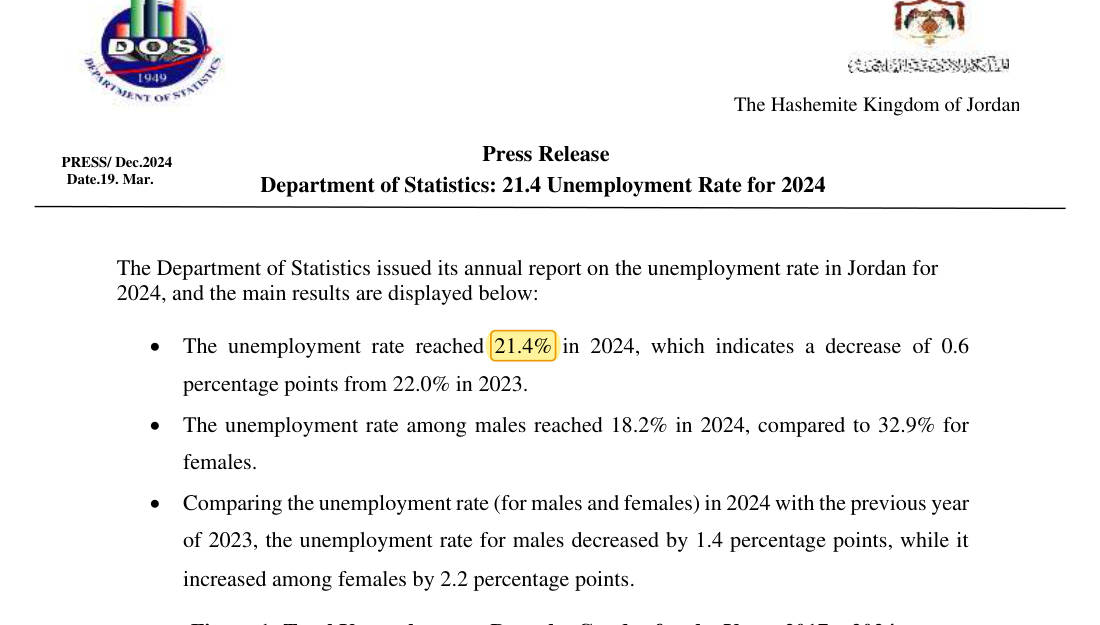 DOS
1949
DEPARTMENT OF STATISTICS
The Hashemite Kingdom of Jordan
PRESS/ Dec.2024
Date.19. Mar.
Press Release
Department of Statistics: 21.4 Unemployment Rate for 2024
The Department of Statistics issued its annual report on the unemployment rate in Jordan for
2024, and the main results are displayed below:
• The unemployment rate reached 21.4% in 2024, which indicates a decrease of 0.6
percentage points from 22.0% in 2023.
• The unemployment rate among males reached 18.2% in 2024, compared to 32.9% for
females.
• Comparing the unemployment rate (for males and females) in 2024 with the previous year
of 2023, the unemployment rate for males decreased by 1.4 percentage points, while it
increased among females by 2.2 percentage points.